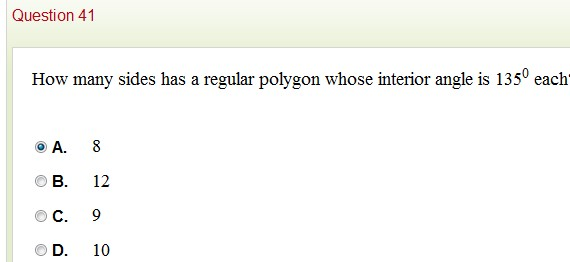 Question 41
How many sides has a regular polygon whose interior angle is 135⁰ each
A. 8
B. 12
C. 9
D. 10